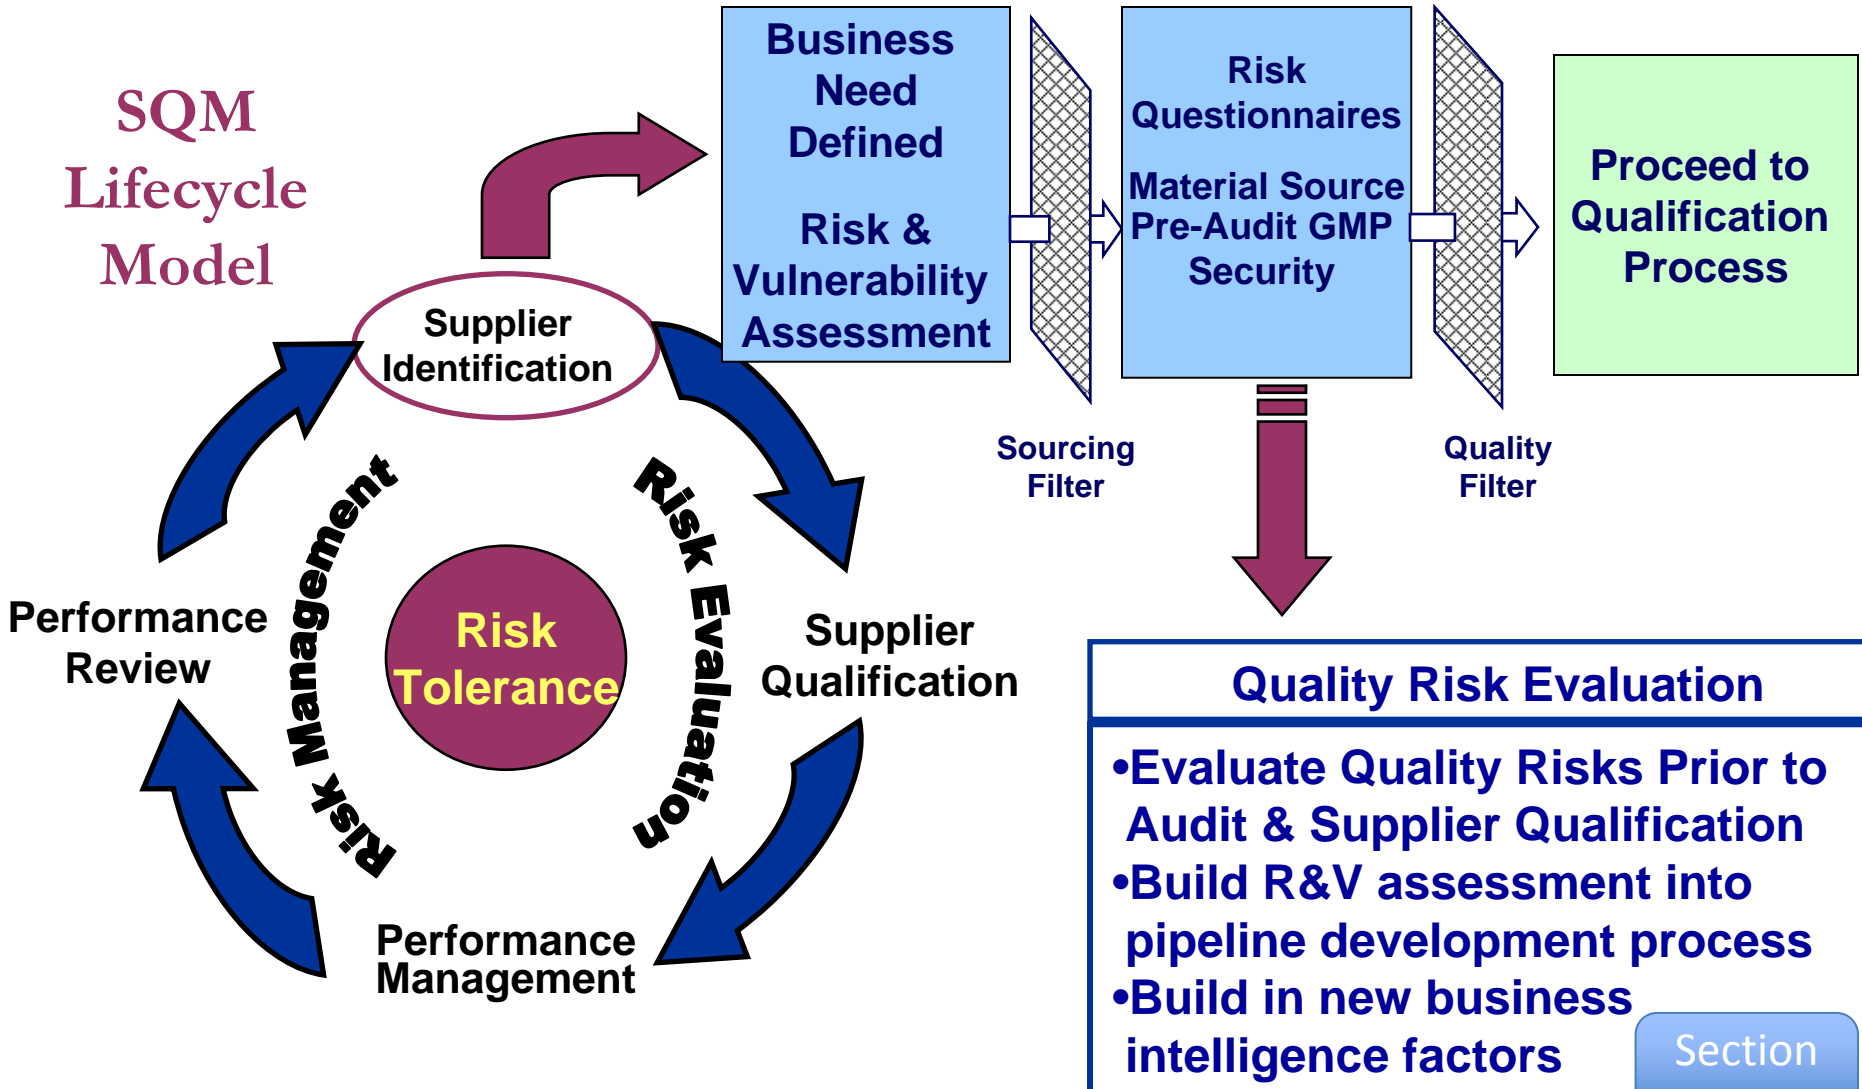 SQM
Lifecycle
Model
Supplier
Identification
Business
Need
Defined
Risk &
Vulnerability
Assessment
Risk
Questionnaires
Material Source
Pre-Audit GMP
Security
Proceed to
Qualification
Process
Sourcing
Filter
Quality
Filter
Risk Management
Risk Evaluation
Risk
Tolerance
Performance
Review
Supplier
Qualification
Performance
Management
Quality Risk Evaluation
•Evaluate Quality Risks Prior to
Audit & Supplier Qualification
•Build R&V assessment into
pipeline development process
•Build in new business
intelligence factors
Section